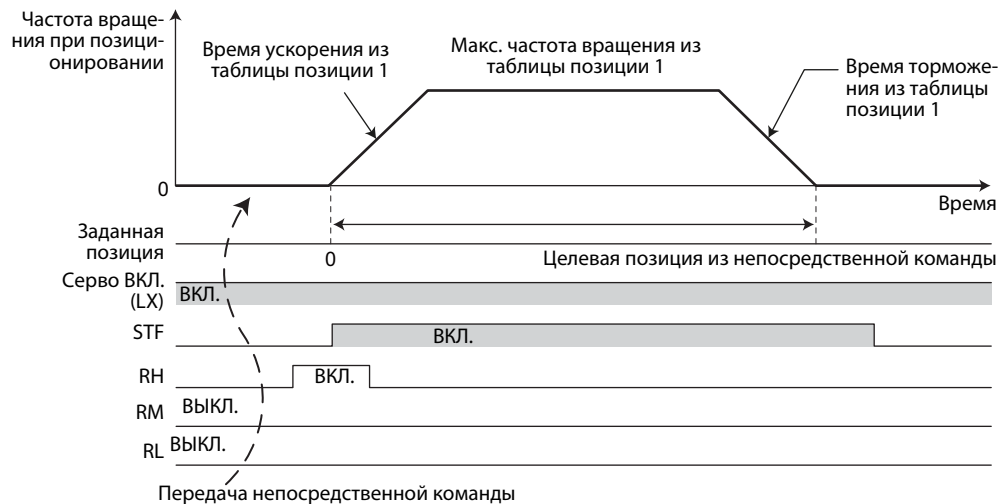 Частота враще-
ния при позици-
онировании
Время ускорения из
таблицы позиции 1
Макс. частота вращения из
таблицы позиции 1
Время торможе-
ния из таблицы
позиции 1
0
Время
Заданная
позиция
0
Целевая позиция из непосредственной команды
Серво ВКЛ.
(LX)
ВКЛ.
STF
ВКЛ.
RH
ВКЛ.
RM
ВЫКЛ.
RL
ВЫКЛ.
Передача непосредственной команды